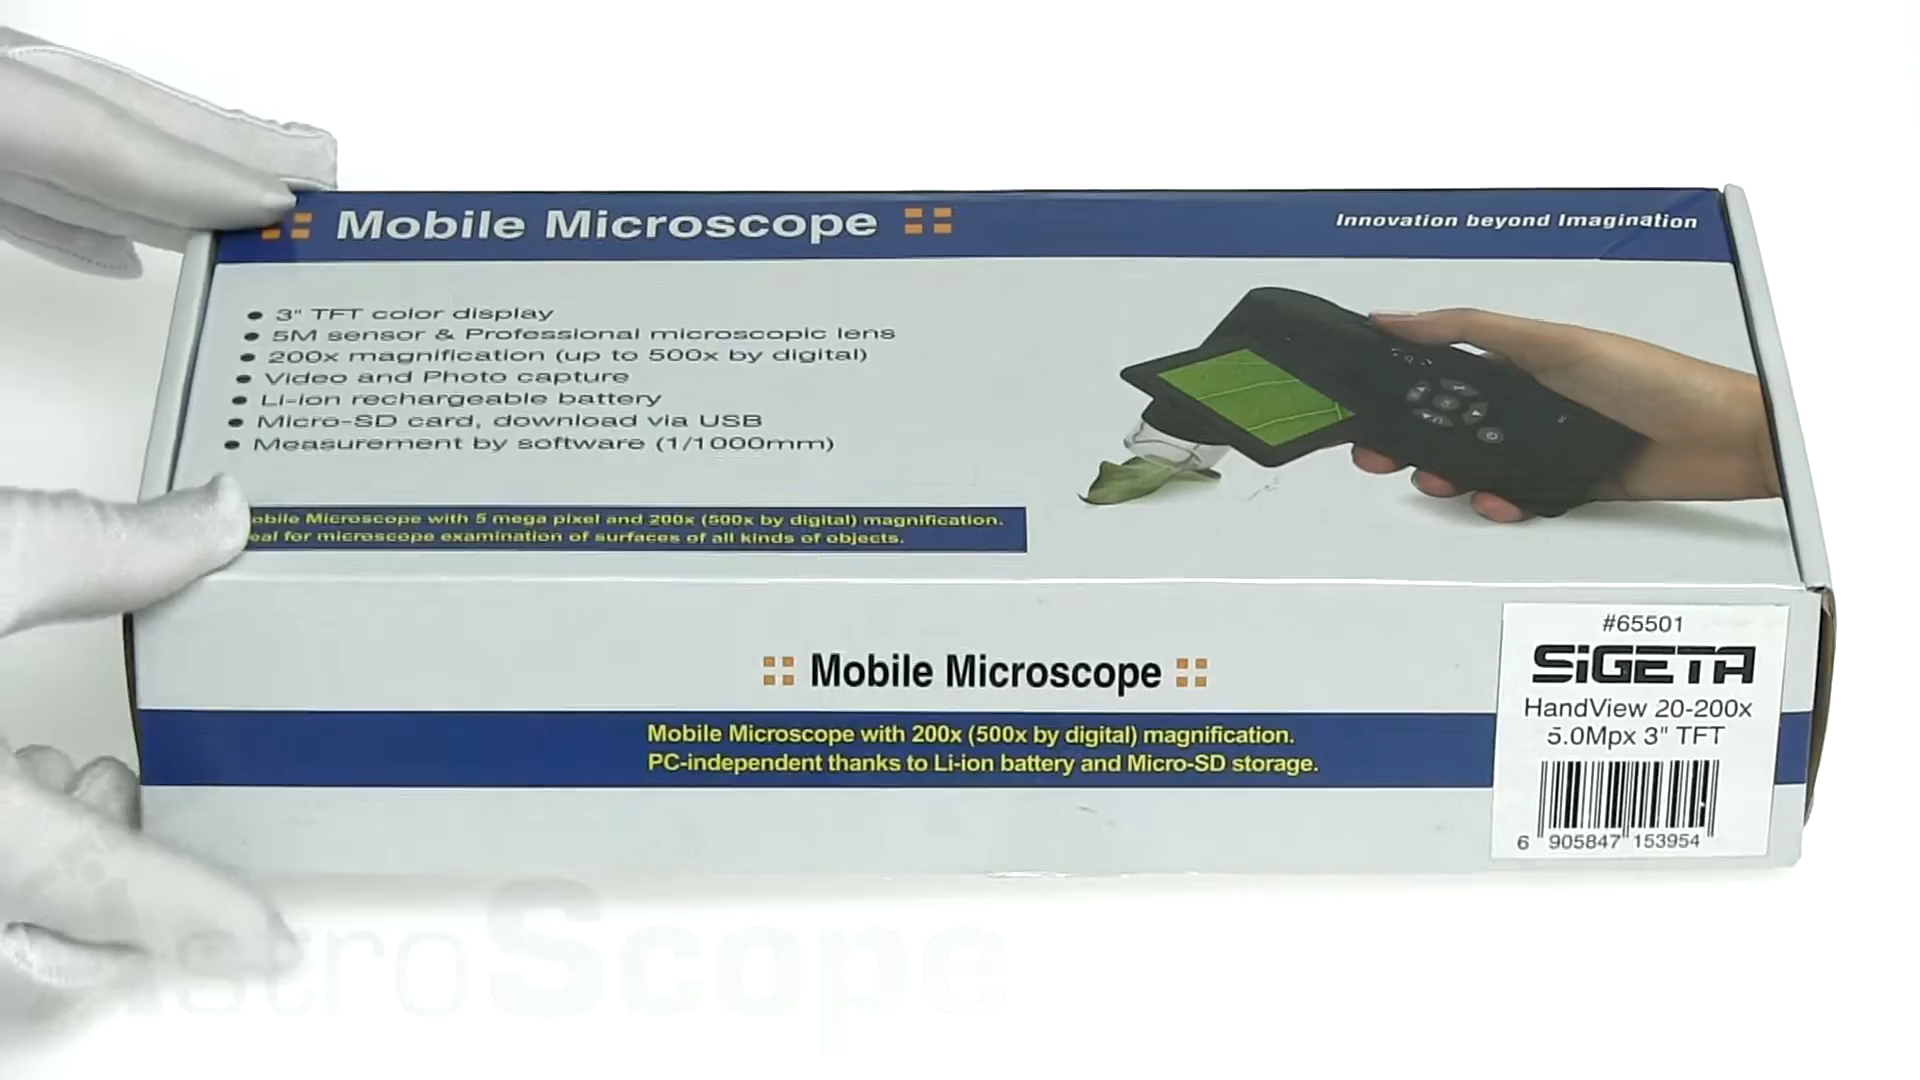 Mobile Microscope
Innovation beyond Imagination
3" TFT color display
5M sensor & Professional microscopic lens
200x magnification (up to 500x by digital)
Video and Photo capture
Li-ion rechargeable battery
Micro-SD card, download via USB
Measurement by software (1/1000mm)
obile Microscope with 5 mega pixel and 200x (500x by digital) magnification.
eal for microscope examination of surfaces of all kinds of objects.
Mobile Microscope
Mobile Microscope with 200x (500x by digital) magnification.
PC-independent thanks to Li-ion battery and Micro-SD storage.
#65501
SIGETA
HandView 20-200x
5.0Mpx 3" TFT
6 905847 153954
AstroScope